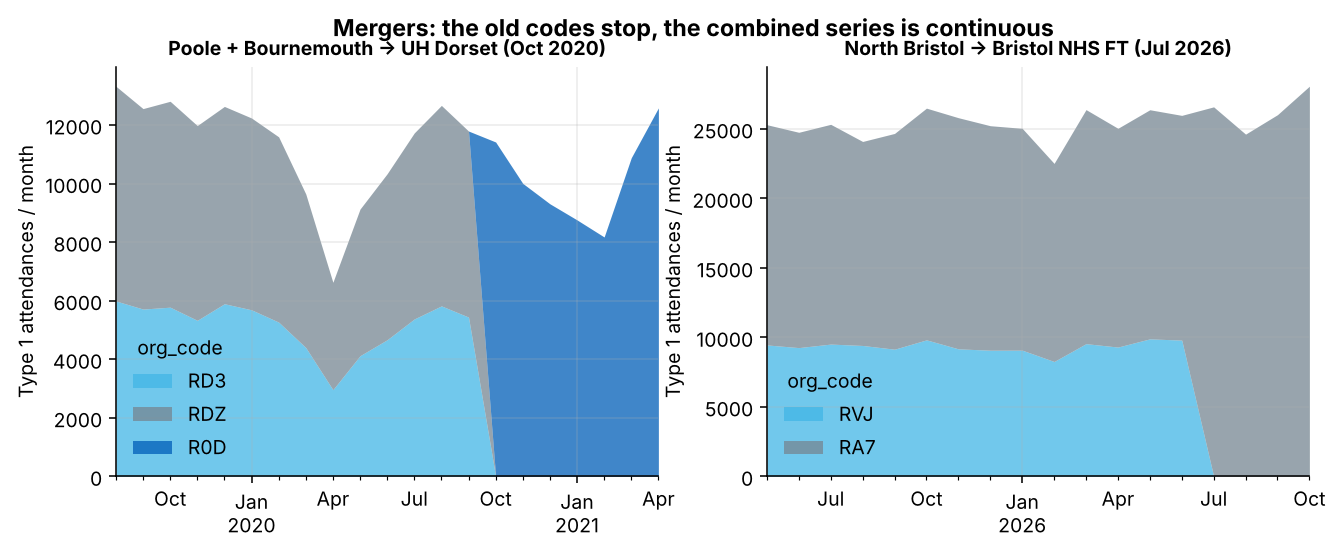 Mergers: the old codes stop, the combined series is continuous
Poole + Bournemouth → UH Dorset (Oct 2020)
Type 1 attendances / month
12000
10000
8000
6000
4000
2000
0
org_code
RD3
RDZ
R0D
Oct
Jan
2020
Apr
Jul
Oct
Jan
2021
Apr
North Bristol → Bristol NHS FT (Jul 2026)
Type 1 attendances / month
25000
20000
15000
10000
5000
0
org_code
RVJ
RA7
Jul
Oct
Jan
2026
Apr
Jul
Oct